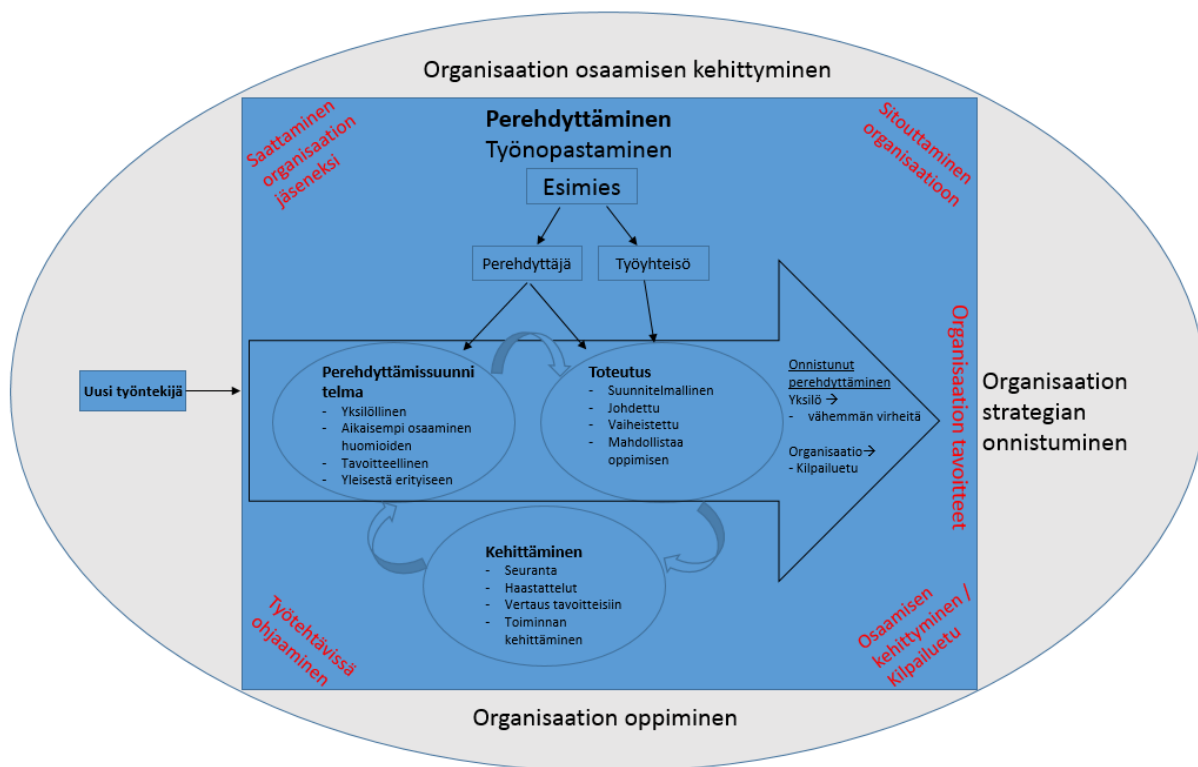 Organisaation osaamisen kehittyminen
Saattaminen
organisaation
jäseneksi
Perehdyttäminen
Työnopastaminen
Sitouttaminen
organisaatioon
Esimies
Perehdyttäjä
Työyhteisö
Uusi työntekijä
Perehdyttämissuunni
telma
- Yksilöllinen
- Aikaisempi osaaminen
huomioiden
- Tavoitteellinen
- Yleisestä erityiseen
Toteutus
- Suunnitelmallinen
- Johdettu
- Vaiheistettu
- Mahdollistaa
oppimisen
Onnistunut
perehdyttäminen
Yksilö →
- vähemmän virheitä
Organisaatio→
- Kilpailuetu
Organisaation tavoitteet
Organisaation
strategian
onnistuminen
Kehittäminen
- Seuranta
- Haastattelut
- Vertaus tavoitteisiin
- Toiminnan
kehittäminen
Työtehtävissä
ohjaaminen
Osaamisen
kehittyminen /
Kilpailuetu
Organisaation oppiminen